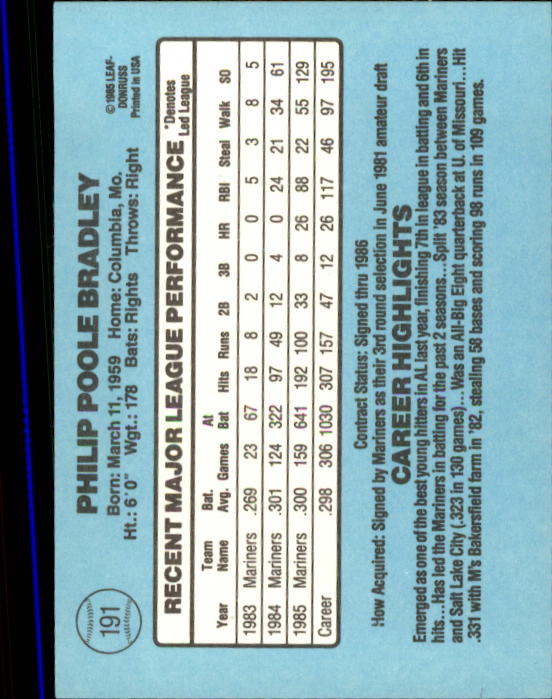 191
PHILIP POOLE BRADLEY
Born: March 11, 1959 Home: Columbia, Mo.
Ht.: 6'0" Wgt.: 178 Bats: Rights Throws: Right
©1985 LEAF-
DONRUSS
Printed in USA
RECENT MAJOR LEAGUE PERFORMANCE *Denotes
Led League
Team Bat. At
Year Name Avg. Games Bat Hits Runs 2B 3B HR RBI Steal Walk SO
1983 Mariners .269 23 67 18 8 2 0 0 5 3 8 5
1984 Mariners .301 124 322 97 49 12 4 0 24 21 34 61
1985 Mariners .300 159 641 192 100 33 8 26 88 22 55 129
Career .298 306 1030 307 157 47 12 26 117 46 97 195
Contract Status: Signed thru 1986
How Acquired: Signed by Mariners as their 3rd round selection in June 1981 amateur draft
CAREER HIGHLIGHTS
Emerged as one of the best young hitters in AL last year, finishing 7th in league in batting and 6th in
hits...Has led the Mariners in batting for the past 2 seasons...Split '83 season between Mariners
and Salt Lake City (.323 in 130 games)...Was an All-Big Eight quarterback at U. of Missouri...Hit
.331 with M's Bakersfield farm in '82, stealing 58 bases and scoring 98 runs in 109 games.